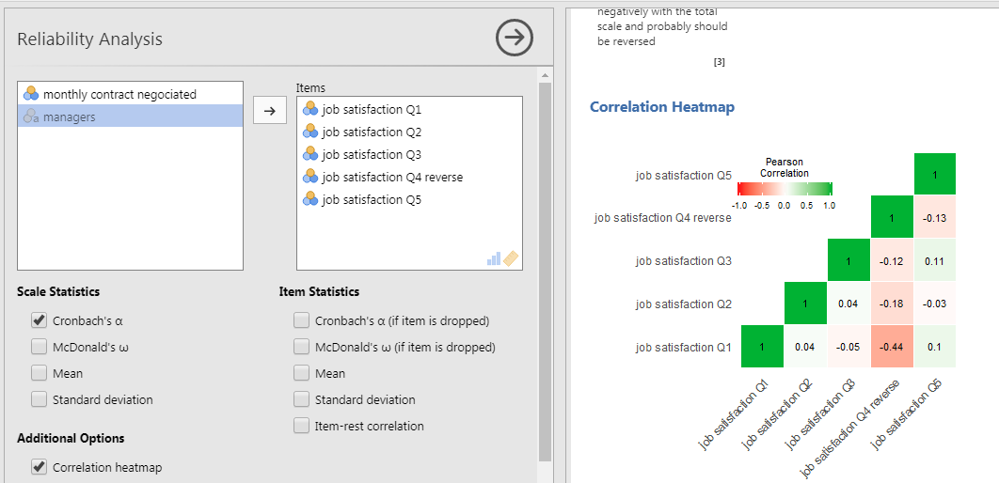 Reliability Analysis
monthly contract negociated
a managers
Items
job satisfaction Q1
job satisfaction Q2
job satisfaction Q3
job satisfaction Q4 reverse
job satisfaction Q5
Scale Statistics
Cronbach's α
McDonald's ω
Mean
Standard deviation
Additional Options
Correlation heatmap
Item Statistics
Cronbach's α (if item is dropped)
McDonald's ω (if item is dropped)
Mean
Standard deviation
Item-rest correlation
negatively with the total
scale and probably should
be reversed
[3]
Correlation Heatmap
Pearson
Correlation
-1.0 -0.5 0.0 0.5 1.0
job satisfaction Q5 1
job satisfaction Q4 reverse 1 -0.13
job satisfaction Q3 1 -0.12 0.11
job satisfaction Q2 1 0.04 -0.18 -0.03
job satisfaction Q1 1 0.04 -0.05 -0.44 0.1
job satisfaction Q1
job satisfaction Q2
job satisfaction Q3
job satisfaction Q4 reverse
job satisfaction Q5